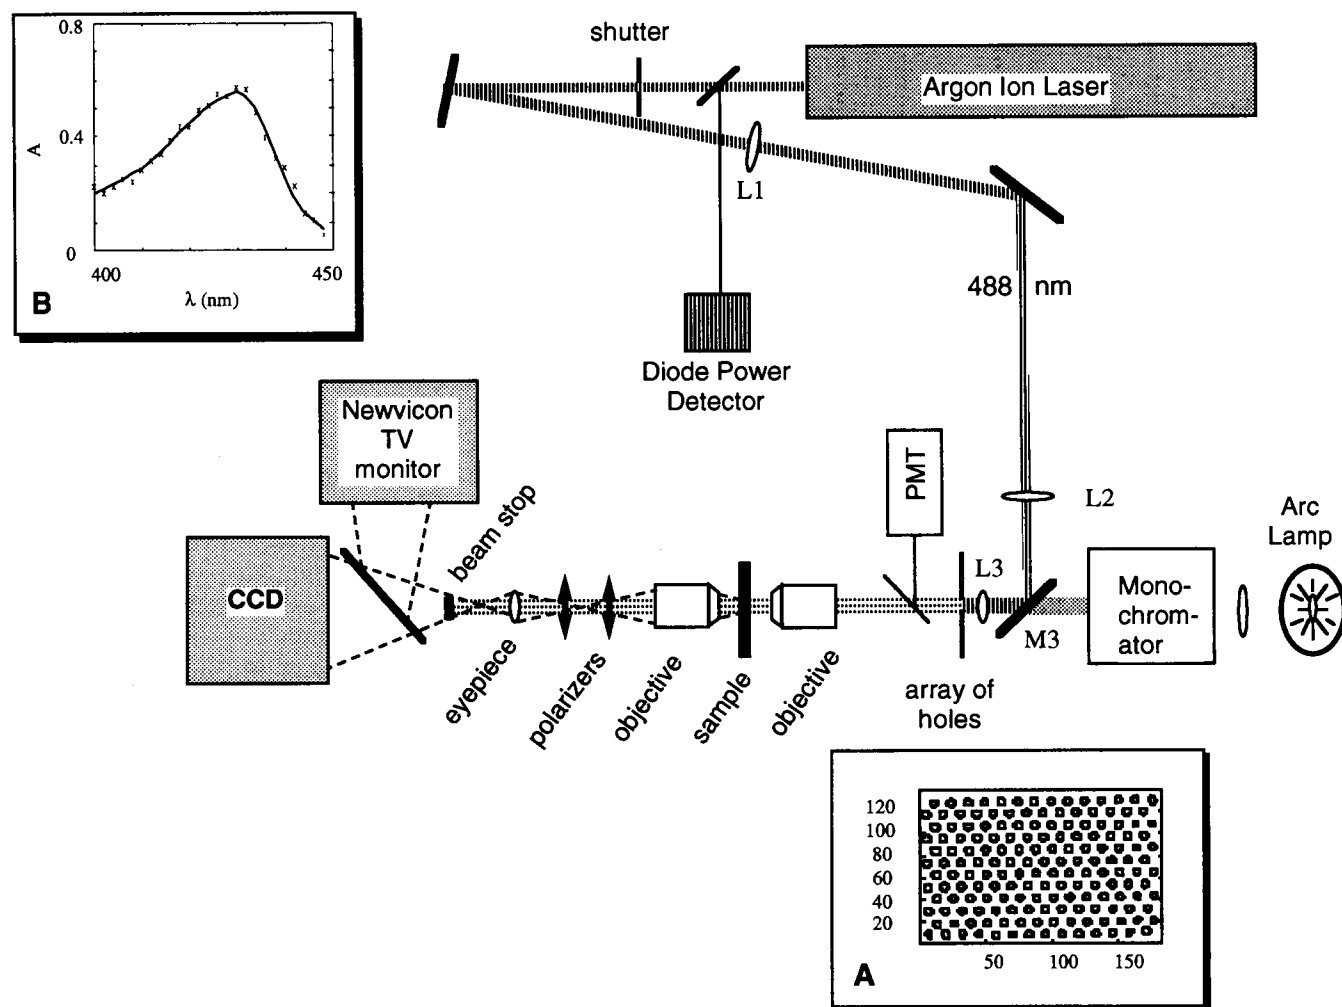 0.8
0.4
A
0
400
450
λ (nm)
B
shutter
Argon Ion Laser
L1
488 nm
Diode Power
Detector
Newvicon
TV
monitor
CCD
beam stop
eyepiece
polarizers
objective
sample
objective
PMT
L3
L2
M3
array of
holes
Mono-
chrom-
ator
Arc
Lamp
120
100
80
60
40
20
50
100
150
A